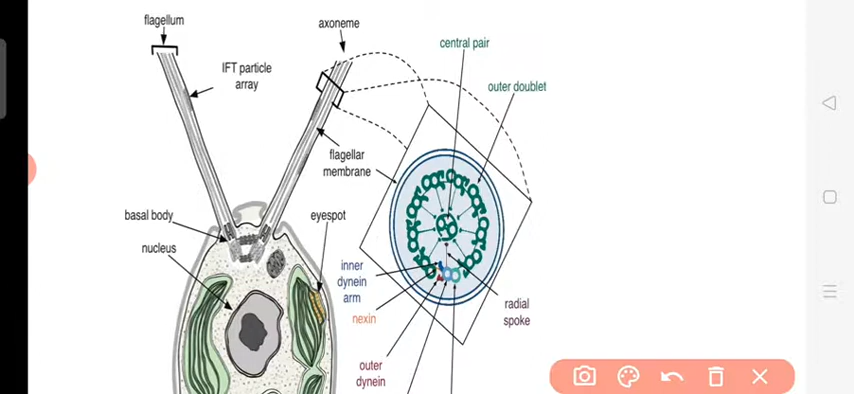 flagellum
axoneme
central pair
IFT particle
array
outer doublet
flagellar
membrane
basal body
eyespot
nucleus
inner
dynein
arm
nexin
radial
spoke
outer
dynein